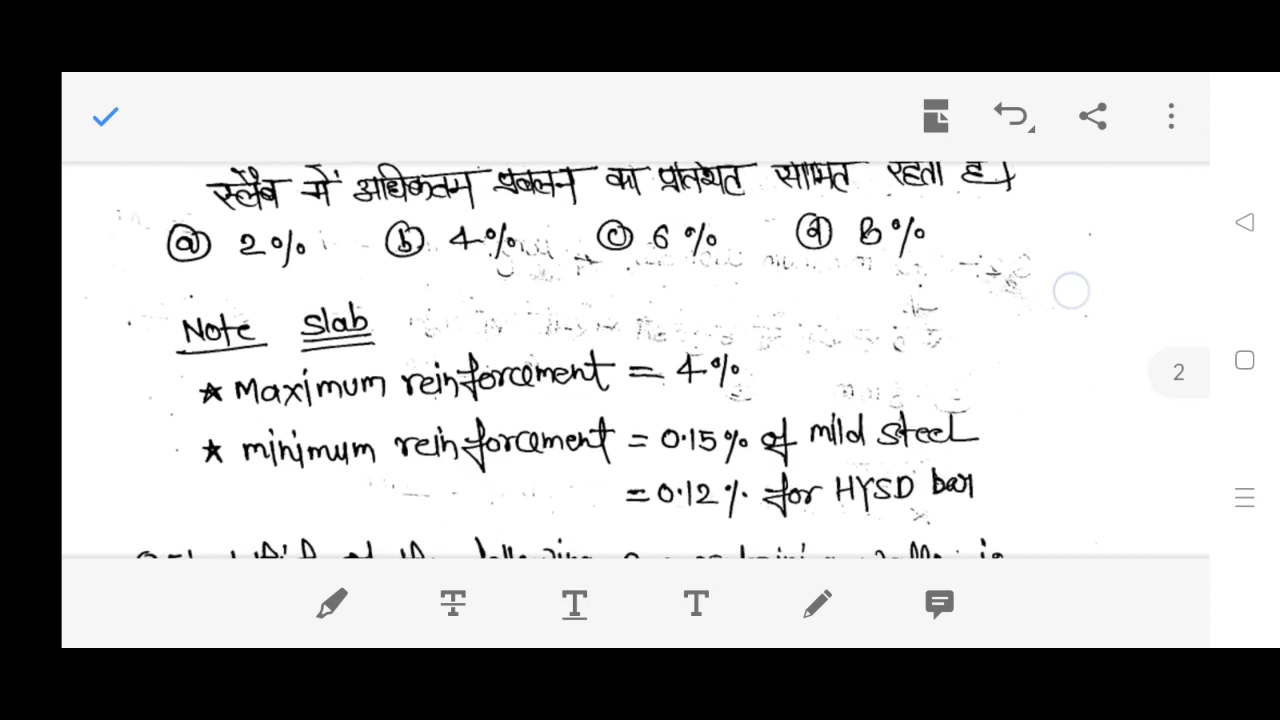 स्लैब में अधिकतम प्रबलन का प्रतिशत सीमित रहता है।
ⓐ 2% ⓑ 4% ⓒ 6% ⓓ 8%
Note Slab
★ Maximum reinforcement = 4%
★ minimum reinforcement = 0.15% of mild steel
= 0.12% for HYSD bar
2